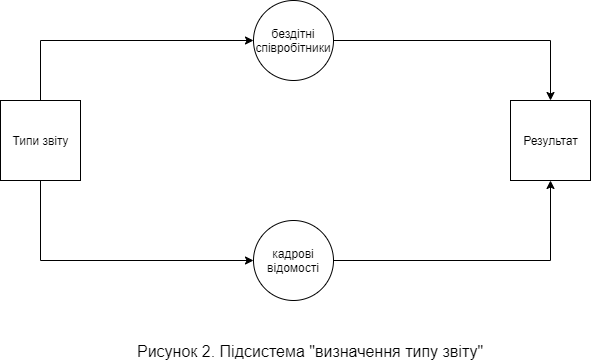 бездітні
співробітники
Типи звіту
Результат
кадрові
відомості
Рисунок 2. Підсистема "визначення типу звіту"